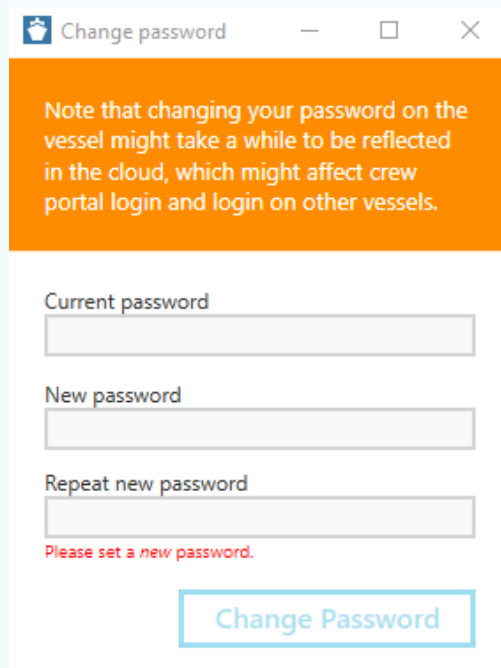 Change password
Note that changing your password on the
vessel might take a while to be reflected
in the cloud, which might affect crew
portal login and login on other vessels.
Current password
New password
Repeat new password
Please set a new password.
Change Password